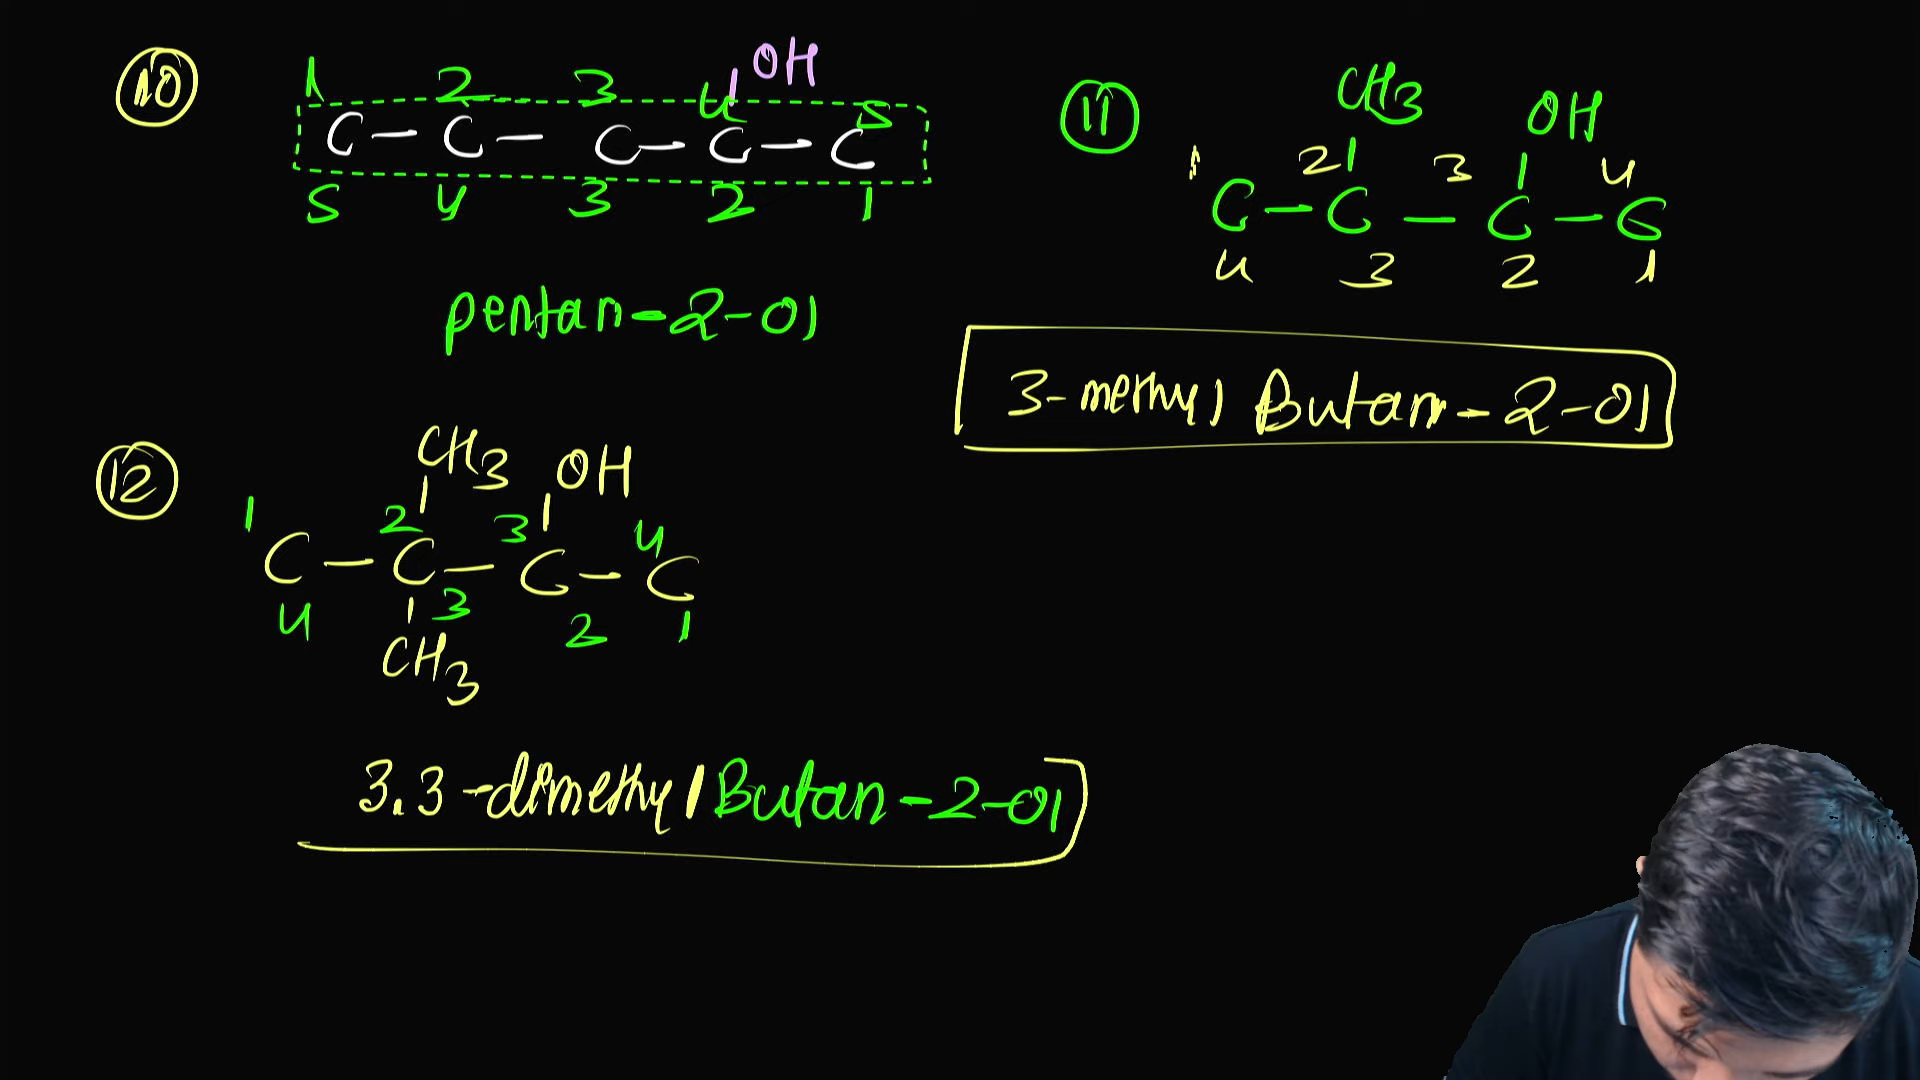 10
OH
1 2 3 4 5
C - C - C - C - C
5 4 3 2 1
pentan-2-ol
11
CH3 OH
1 2 3 4
C - C - C - C
4 3 2 1
3-methyl Butan-2-ol
12
CH3 OH
1 2 3 4
C - C - C - C
4 3 2 1
CH3
3.3-dimethyl Butan-2-ol